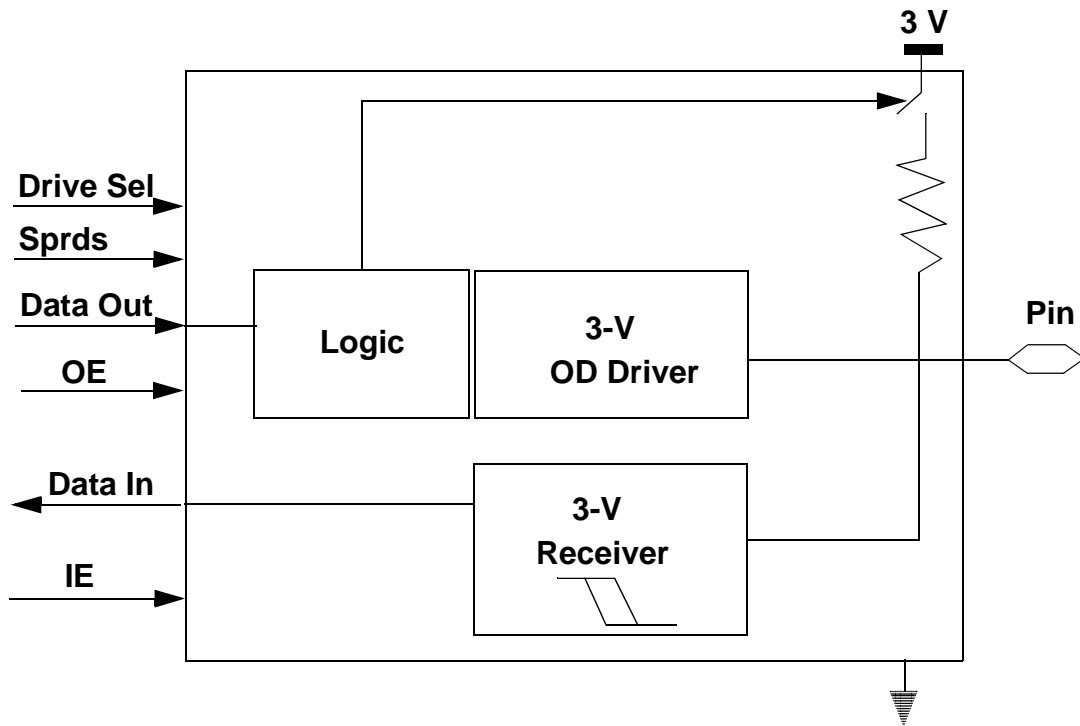 3 V
Drive Sel
Sprds
Data Out
OE
Logic
3-V
OD Driver
Pin
Data In
IE
3-V
Receiver